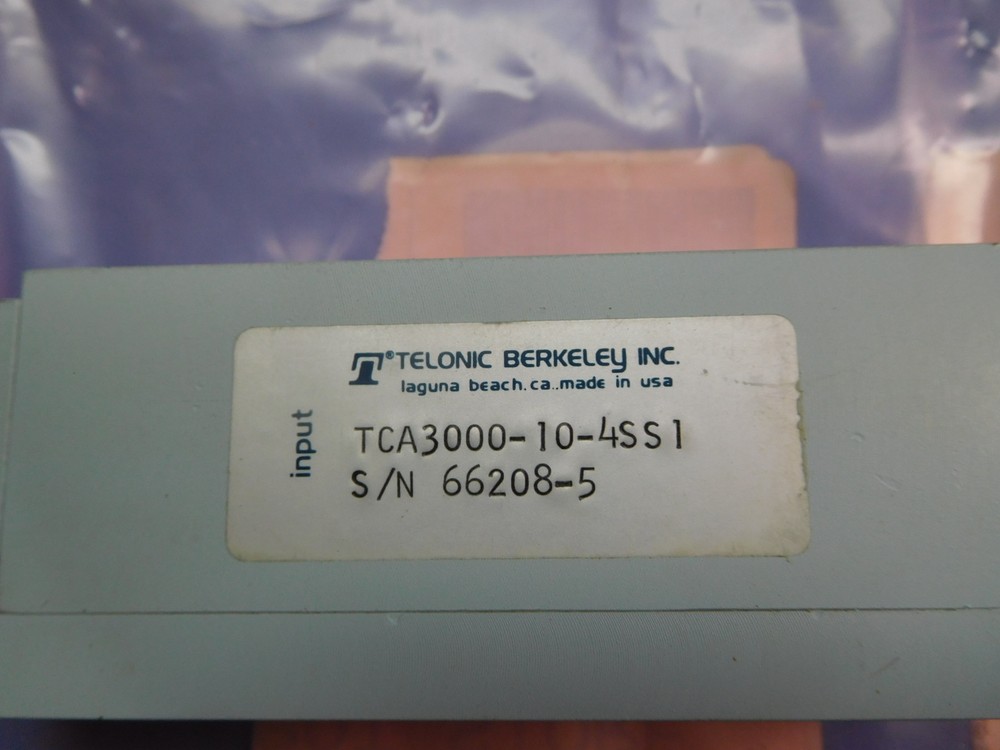 T®TELONIC BERKELEY INC.
laguna beach, ca..made in usa
input
TCA3000-10-4SS1
S/N 66208-5